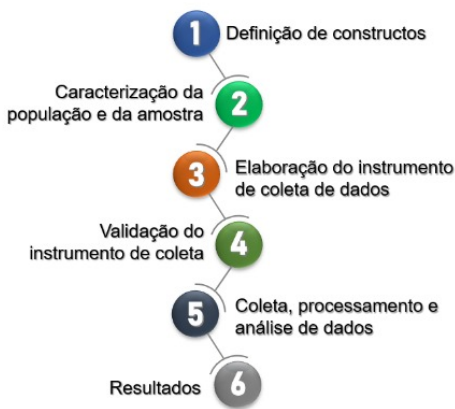 1
Definição de constructos
Caracterização da
população e da amostra
2
3
Elaboração do instrumento
de coleta de dados
Validação do
instrumento de coleta
4
5
Coleta, processamento e
análise de dados
Resultados
6